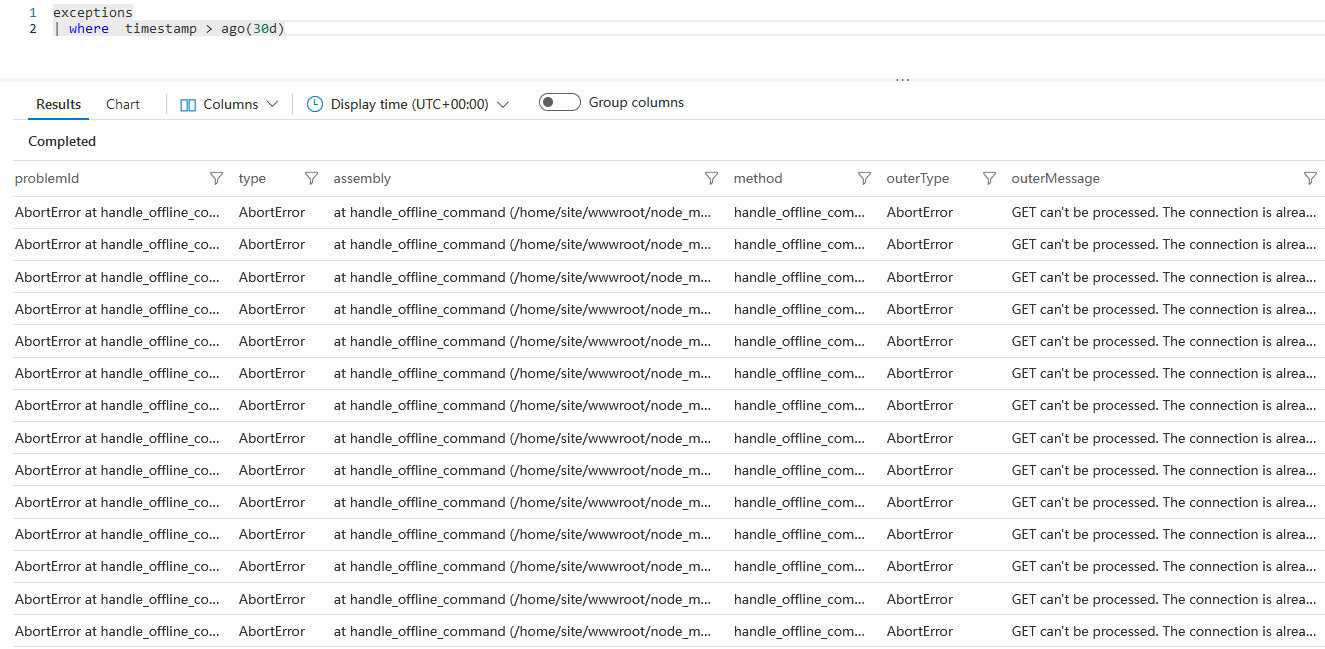 1 exceptions
2 | where  timestamp > ago(30d)
...
Results Chart Columns Display time (UTC+00:00) Group columns
Completed
problemId type assembly method outerType outerMessage
AbortError at handle_offline_co... AbortError at handle_offline_command (/home/site/wwwroot/node_m... handle_offline_com... AbortError GET can't be processed. The connection is alrea...
AbortError at handle_offline_co... AbortError at handle_offline_command (/home/site/wwwroot/node_m... handle_offline_com... AbortError GET can't be processed. The connection is alrea...
AbortError at handle_offline_co... AbortError at handle_offline_command (/home/site/wwwroot/node_m... handle_offline_com... AbortError GET can't be processed. The connection is alrea...
AbortError at handle_offline_co... AbortError at handle_offline_command (/home/site/wwwroot/node_m... handle_offline_com... AbortError GET can't be processed. The connection is alrea...
AbortError at handle_offline_co... AbortError at handle_offline_command (/home/site/wwwroot/node_m... handle_offline_com... AbortError GET can't be processed. The connection is alrea...
AbortError at handle_offline_co... AbortError at handle_offline_command (/home/site/wwwroot/node_m... handle_offline_com... AbortError GET can't be processed. The connection is alrea...
AbortError at handle_offline_co... AbortError at handle_offline_command (/home/site/wwwroot/node_m... handle_offline_com... AbortError GET can't be processed. The connection is alrea...
AbortError at handle_offline_co... AbortError at handle_offline_command (/home/site/wwwroot/node_m... handle_offline_com... AbortError GET can't be processed. The connection is alrea...
AbortError at handle_offline_co... AbortError at handle_offline_command (/home/site/wwwroot/node_m... handle_offline_com... AbortError GET can't be processed. The connection is alrea...
AbortError at handle_offline_co... AbortError at handle_offline_command (/home/site/wwwroot/node_m... handle_offline_com... AbortError GET can't be processed. The connection is alrea...
AbortError at handle_offline_co... AbortError at handle_offline_command (/home/site/wwwroot/node_m... handle_offline_com... AbortError GET can't be processed. The connection is alrea...
AbortError at handle_offline_co... AbortError at handle_offline_command (/home/site/wwwroot/node_m... handle_offline_com... AbortError GET can't be processed. The connection is alrea...
AbortError at handle_offline_co... AbortError at handle_offline_command (/home/site/wwwroot/node_m... handle_offline_com... AbortError GET can't be processed. The connection is alrea...
AbortError at handle_offline_co... AbortError at handle_offline_command (/home/site/wwwroot/node_m... handle_offline_com... AbortError GET can't be processed. The connection is alrea...